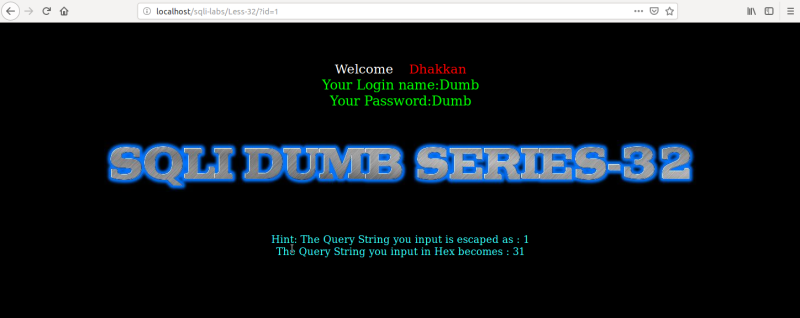 localhost/sqli-labs/Less-32/?id=1
Welcome Dhakkan
Your Login name:Dumb
Your Password:Dumb
SQLI DUMB SERIES-32
Hint: The Query String you input is escaped as : 1
The Query String you input in Hex becomes : 31